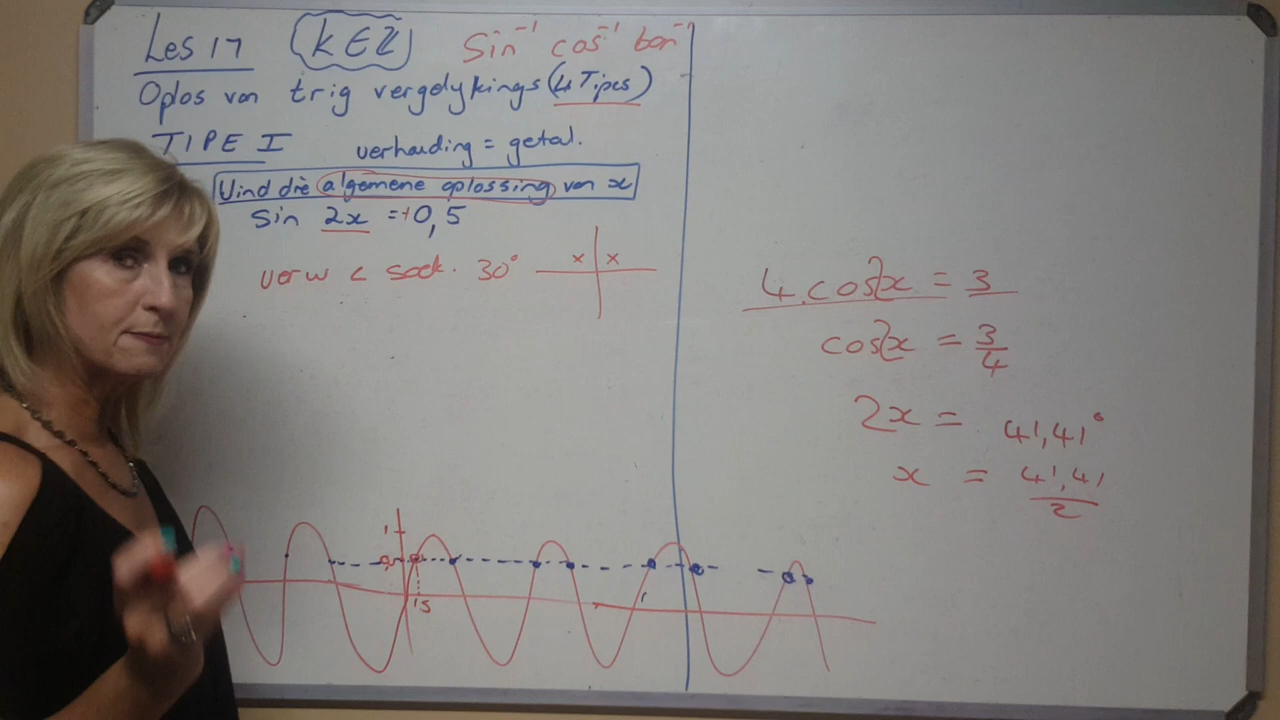 Les 17 k∈ℤ sin⁻¹ cos⁻¹ tan⁻¹
Oplos van trig vergelykings (4 Tipes)
TIPE I verhouding = getal.
Vind die algemene oplossing van x
sin 2x = +0,5
verw < soek. 30°
x x
4.cos2x = 3
cos2x = 3/4
2x = 41,41°
x = 41,41/2
1
15